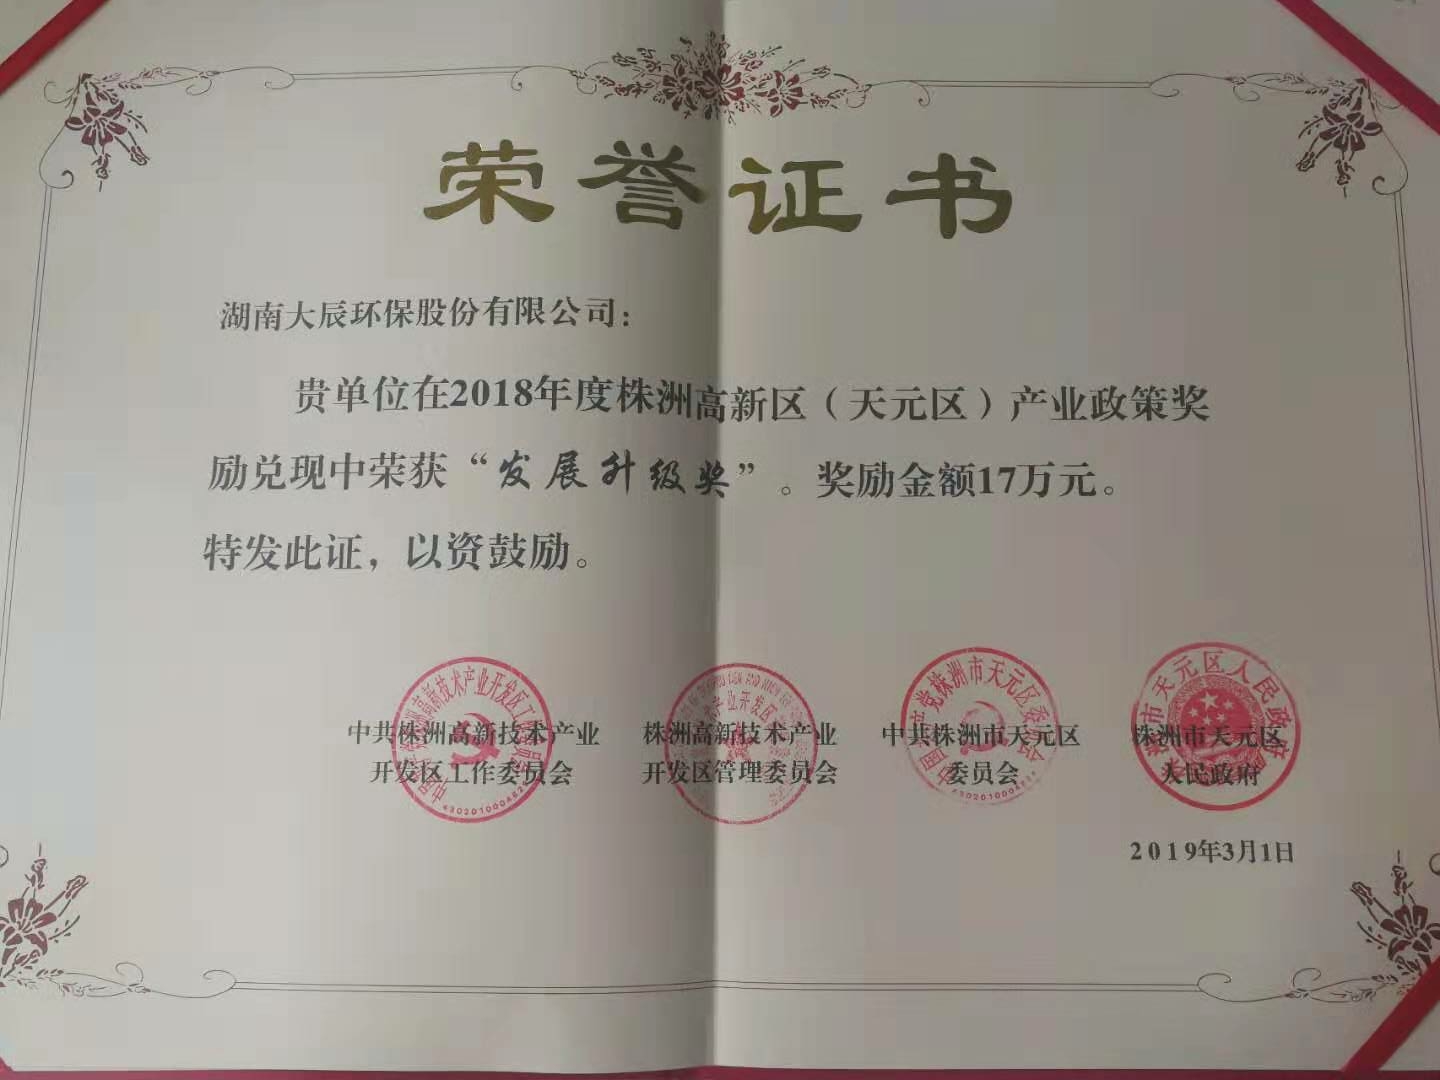 荣誉证书
湖南大辰环保股份有限公司：
贵单位在2018年度株洲高新区（天元区）产业政策奖
励兑现中荣获“发展升级奖”。奖励金额17万元。
特发此证，以资鼓励。
中共株洲高新技术产业
开发区工作委员会
株洲高新技术产业
开发区管理委员会
中共株洲市天元区
委员会
株洲市天元区
人民政府
2019年3月1日